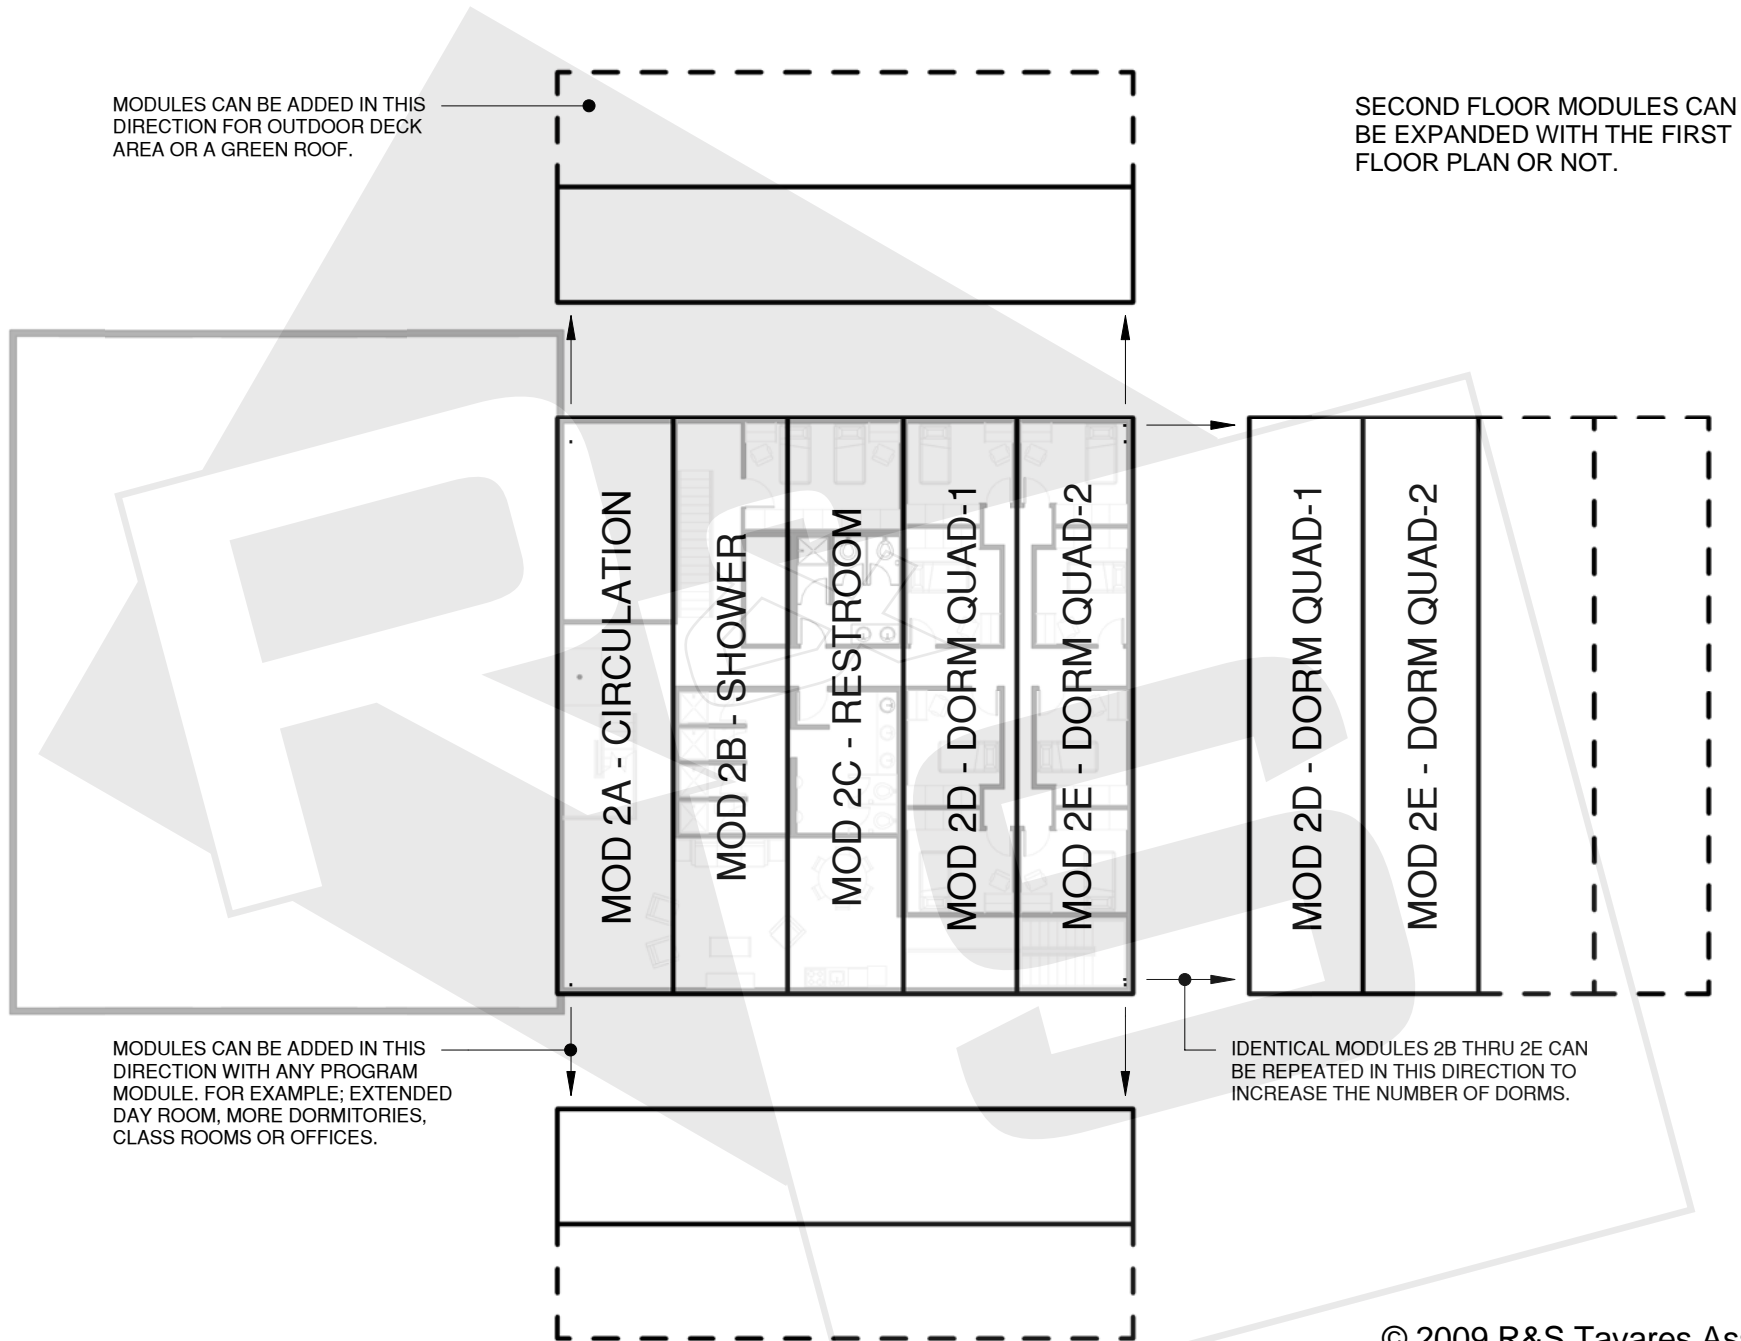 MODULES CAN BE ADDED IN THIS
DIRECTION FOR OUTDOOR DECK
AREA OR A GREEN ROOF.
SECOND FLOOR MODULES CAN
BE EXPANDED WITH THE FIRST
FLOOR PLAN OR NOT.
MOD 2A - CIRCULATION
MOD 2B - SHOWER
MOD 2C - RESTROOM
MOD 2D - DORM QUAD-1
MOD 2E - DORM QUAD-2
MOD 2D - DORM QUAD-1
MOD 2E - DORM QUAD-2
MODULES CAN BE ADDED IN THIS
DIRECTION WITH ANY PROGRAM
MODULE. FOR EXAMPLE; EXTENDED
DAY ROOM, MORE DORMITORIES,
CLASS ROOMS OR OFFICES.
IDENTICAL MODULES 2B THRU 2E CAN
BE REPEATED IN THIS DIRECTION TO
INCREASE THE NUMBER OF DORMS.
RS
© 2009 R&S Tavares